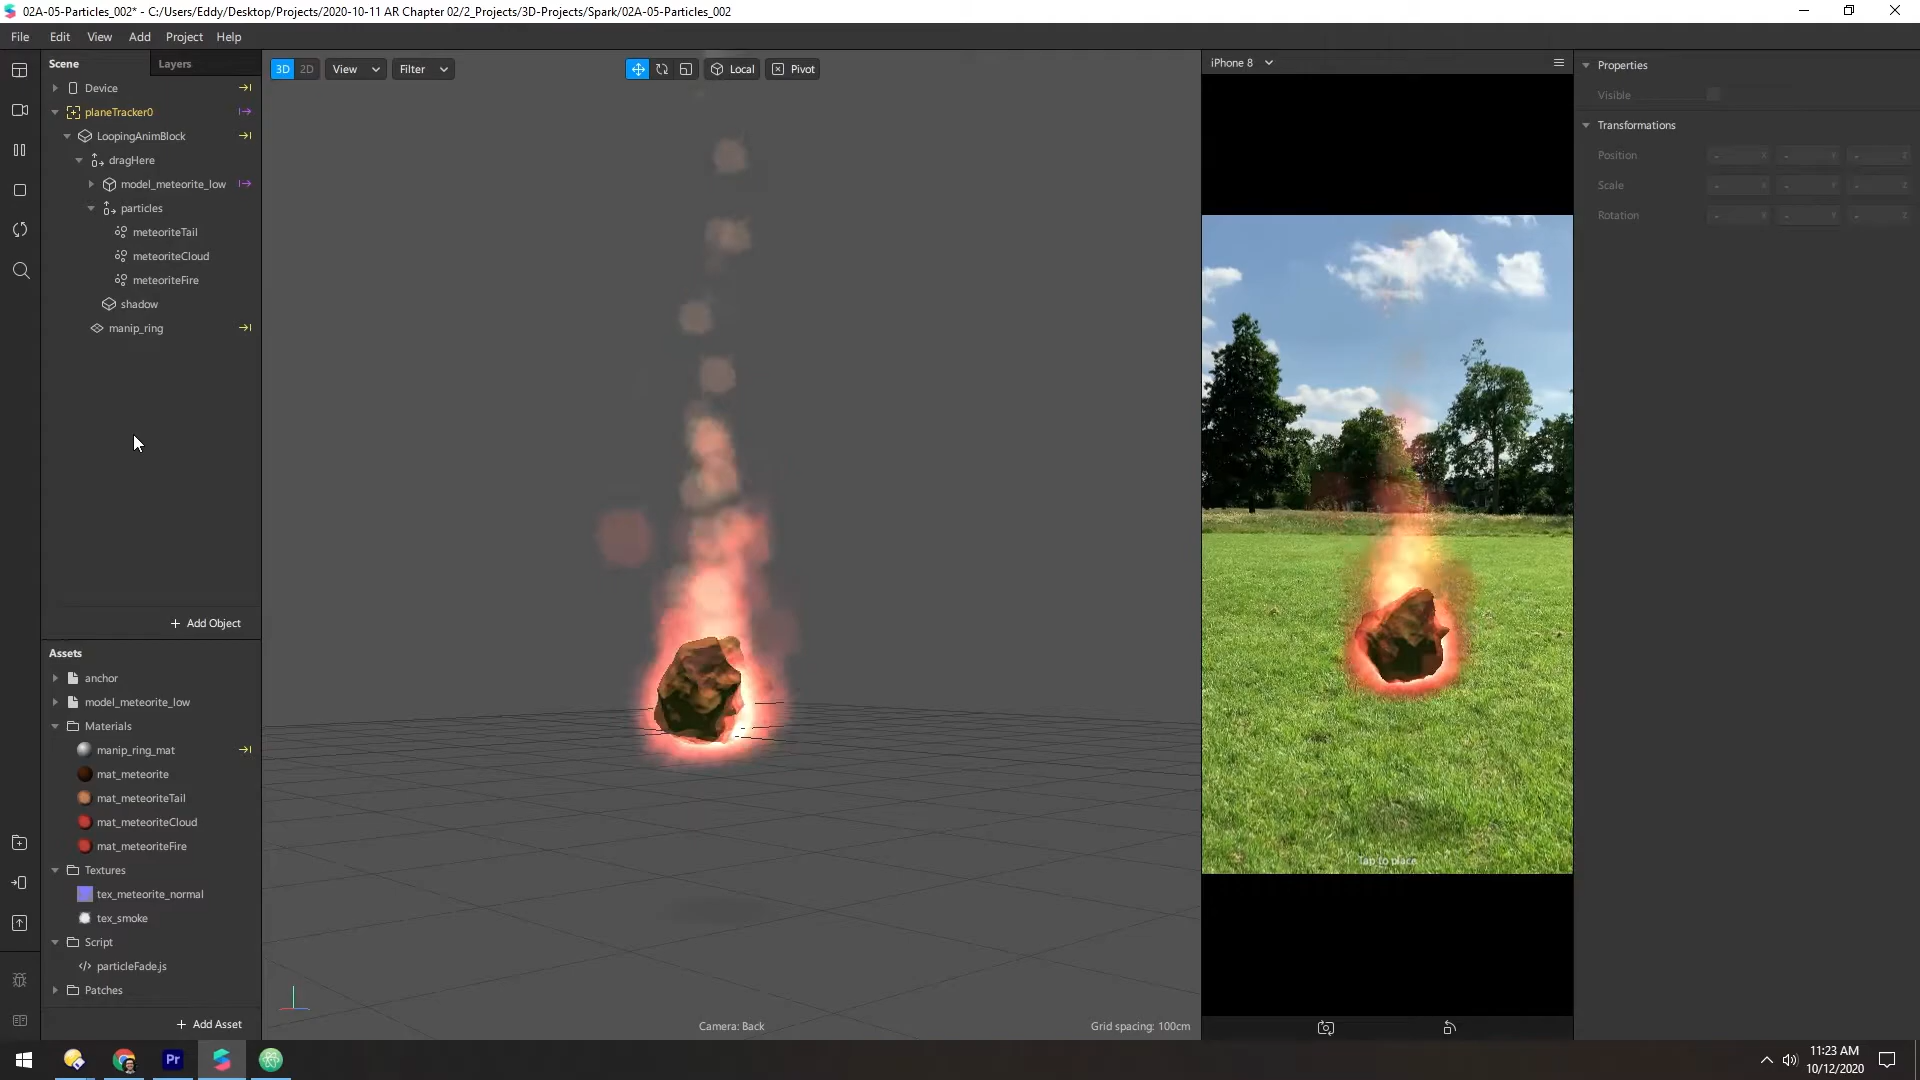 02A-05-Particles_002* - C:/Users/Eddy/Desktop/Projects/2020-10-11 AR Chapter 02/2_Projects/3D-Projects/Spark/02A-05-Particles_002
File Edit View Add Project Help
Scene Layers
Device
planeTracker0
LoopingAnimBlock
dragHere
model_meteorite_low
particles
meteoriteTail
meteoriteCloud
meteoriteFire
shadow
manip_ring
+ Add Object
Assets
anchor
model_meteorite_low
Materials
manip_ring_mat
mat_meteorite
mat_meteoriteTail
mat_meteoriteCloud
mat_meteoriteFire
Textures
tex_meteorite_normal
tex_smoke
Script
particleFade.js
Patches
+ Add Asset
3D 2D View Filter Local Pivot
Camera: Back
Grid spacing: 100cm
iPhone 8
Tap to place
Properties
Visible
Transformations
Position - X - Y - Z
Scale - X - Y - Z
Rotation - X - Y - Z
Pr
11:23 AM
10/12/2020